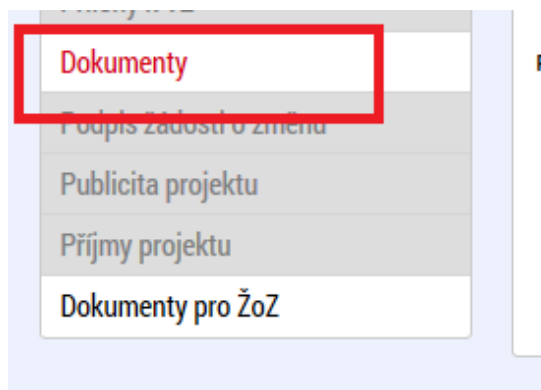 Dokumenty
Podpis žádosti o změnu
Publicita projektu
Příjmy projektu
Dokumenty pro ŽoZ